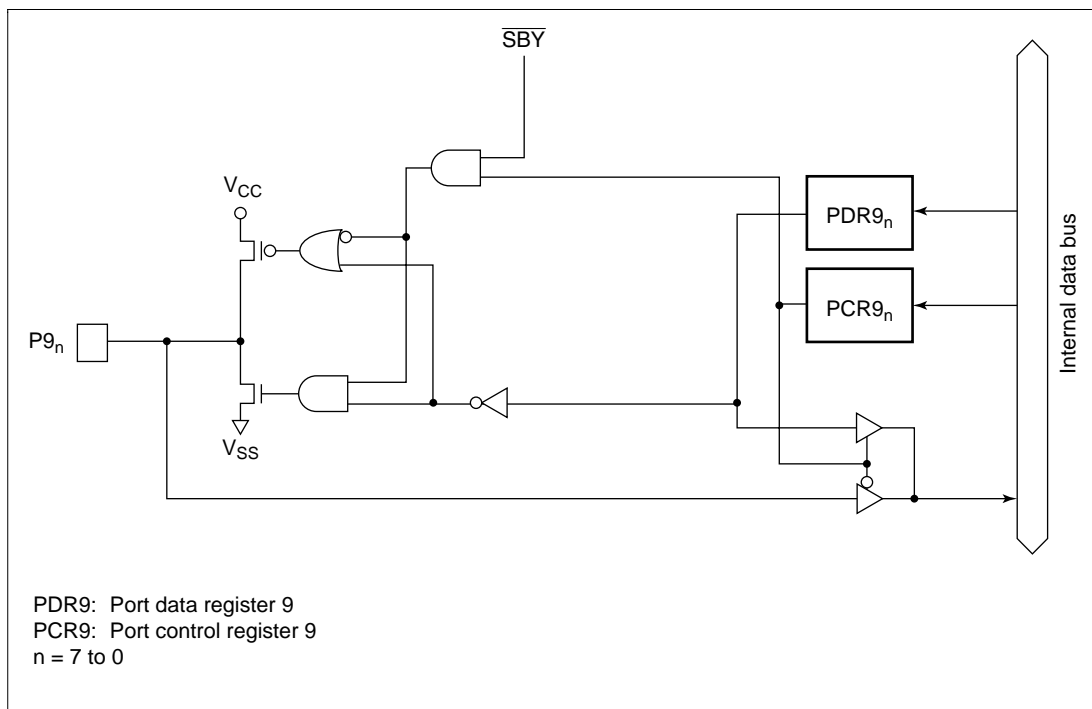 SBY
VCC
PDR9n
PCR9n
P9n
VSS
Internal data bus
PDR9: Port data register 9
PCR9: Port control register 9
n = 7 to 0